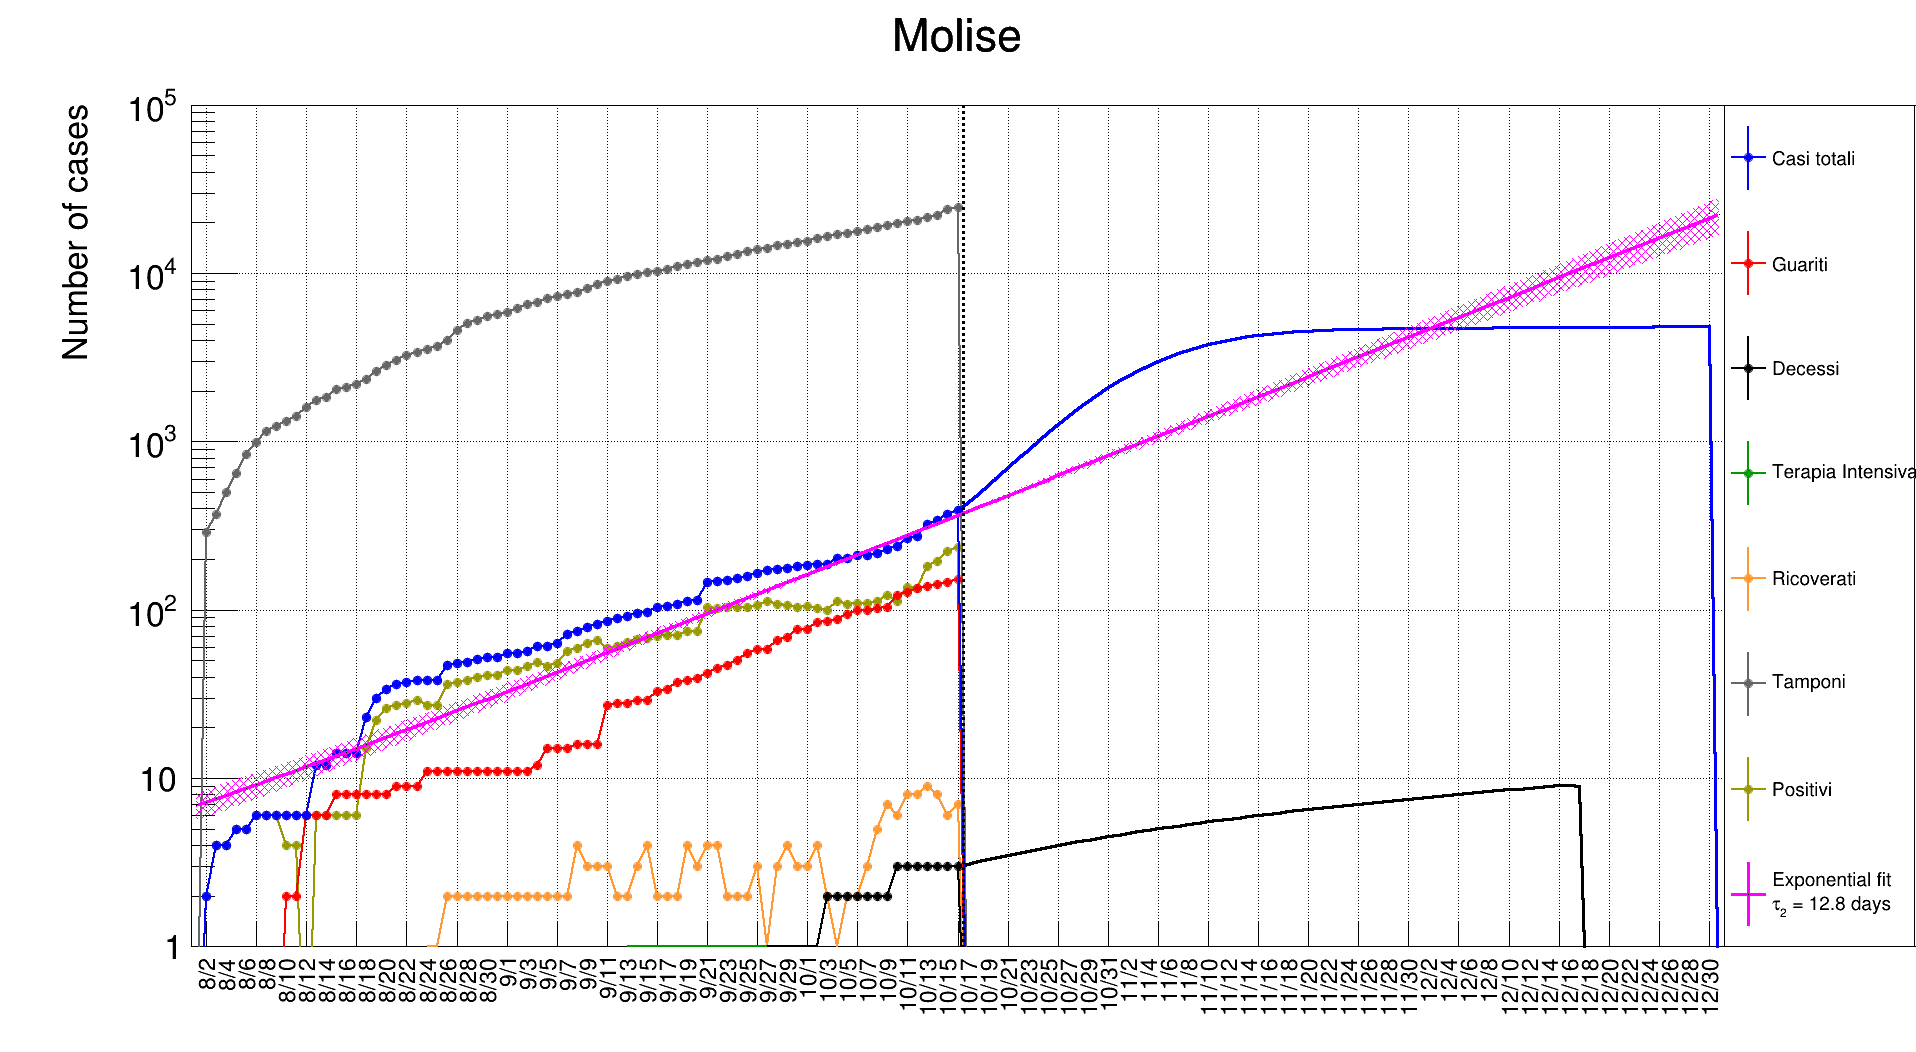 Molise
Number of cases
10^5
10^4
10^3
10^2
10
1
8/2 8/4 8/6 8/8 8/10 8/12 8/14 8/16 8/18 8/20 8/22 8/24 8/26 8/28 8/30 9/1 9/3 9/5 9/7 9/9 9/11 9/13 9/15 9/17 9/19 9/21 9/23 9/25 9/27 9/29 10/1 10/3 10/5 10/7 10/9 10/11 10/13 10/15 10/17 10/19 10/21 10/23 10/25 10/27 10/29 10/31 11/2 11/4 11/6 11/8 11/10 11/12 11/14 11/16 11/18 11/20 11/22 11/24 11/26 11/28 11/30 12/2 12/4 12/6 12/8 12/10 12/12 12/14 12/16 12/18 12/20 12/22 12/24 12/26 12/28 12/30
Casi totali
Guariti
Decessi
Terapia Intensiva
Ricoverati
Tamponi
Positivi
Exponential fit
τ₂ = 12.8 days